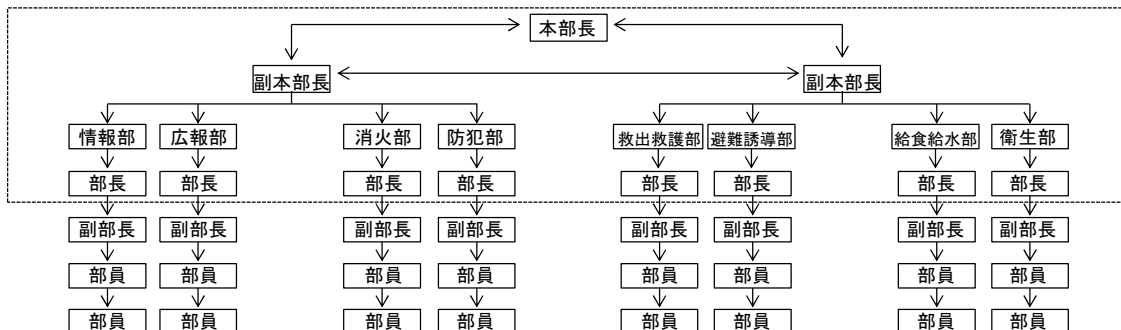 本部長
副本部長 副本部長
情報部 広報部 消火部 防犯部 救出救護部 避難誘導部 給食給水部 衛生部
部長 部長 部長 部長 部長 部長 部長 部長
副部長 副部長 副部長 副部長 副部長 副部長 副部長 副部長
部員 部員 部員 部員 部員 部員 部員 部員
部員 部員 部員 部員 部員 部員 部員 部員